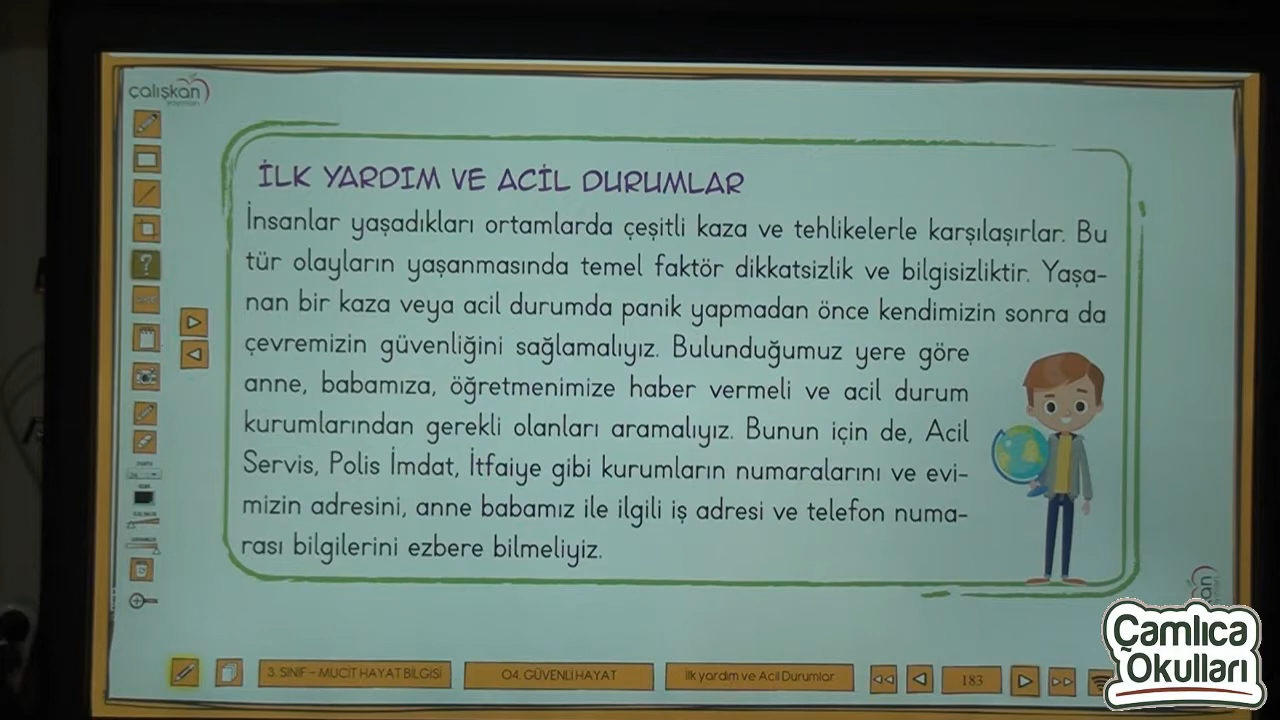 çalışkan
yayınları
İLK YARDIM VE ACİL DURUMLAR
İnsanlar yaşadıkları ortamlarda çeşitli kaza ve tehlikelerle karşılaşırlar. Bu
tür olayların yaşanmasında temel faktör dikkatsizlik ve bilgisizliktir. Yaşa-
nan bir kaza veya acil durumda panik yapmadan önce kendimizin sonra da
çevremizin güvenliğini sağlamalıyız. Bulunduğumuz yere göre
anne, babamıza, öğretmenimize haber vermeli ve acil durum
kurumlarından gerekli olanları aramalıyız. Bunun için de, Acil
Servis, Polis İmdat, İtfaiye gibi kurumların numaralarını ve evi-
mizin adresini, anne babamız ile ilgili iş adresi ve telefon numa-
rası bilgilerini ezbere bilmeliyiz.
3. SINIF - MUCİT HAYAT BİLGİSİ
04. GÜVENLİ HAYAT
İlk yardım ve Acil Durumlar
183
Çamlıca
Okulları